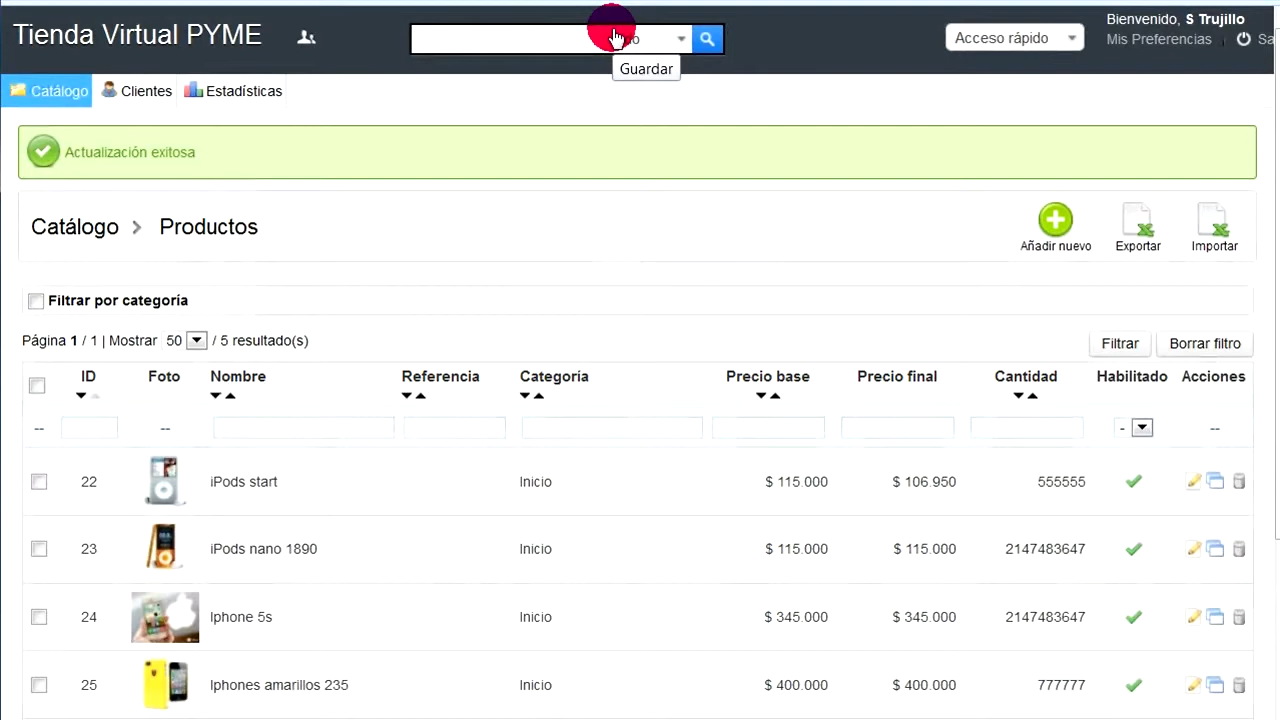 Tienda Virtual PYME
Acceso rápido
Bienvenido, S Trujillo
Mis Preferencias
Guardar
Catálogo Clientes Estadísticas
Actualización exitosa
Catálogo > Productos
Añadir nuevo Exportar Importar
Filtrar por categoría
Página 1 / 1 | Mostrar 50 / 5 resultado(s)
Filtrar Borrar filtro
ID Foto Nombre Referencia Categoría Precio base Precio final Cantidad Habilitado Acciones
-- -- - --
22 iPods start Inicio $ 115.000 $ 106.950 555555
23 iPods nano 1890 Inicio $ 115.000 $ 115.000 2147483647
24 Iphone 5s Inicio $ 345.000 $ 345.000 2147483647
25 Iphones amarillos 235 Inicio $ 400.000 $ 400.000 777777